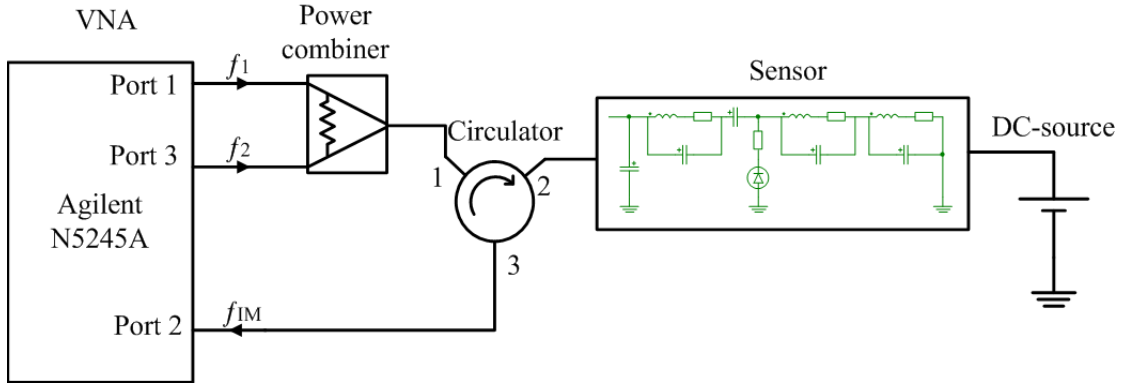 VNA
Power
combiner
Port 1
f1
Sensor
Circulator
DC-source
Port 3
f2
1
2
Agilent
N5245A
3
Port 2
fIM